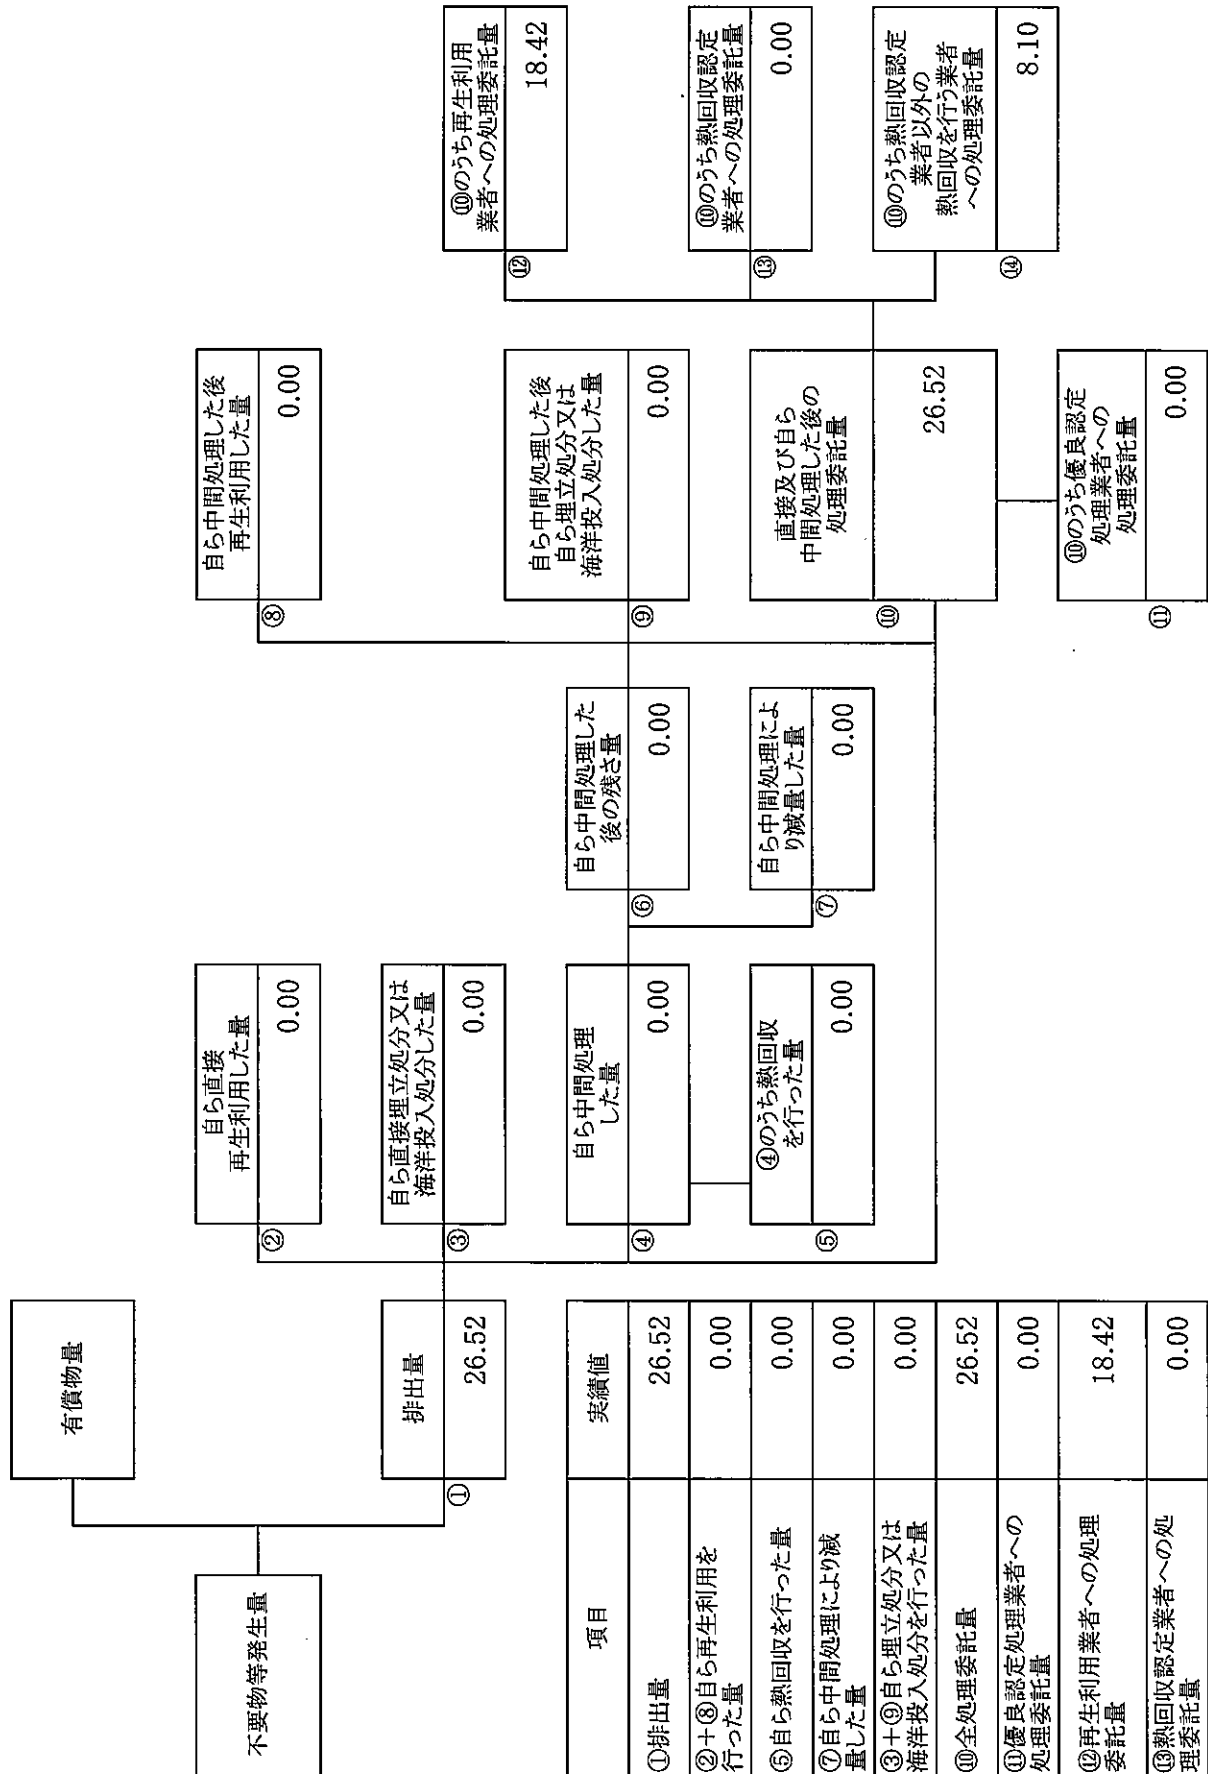 不要物等発生量
有償物量
排出量
①
26.52
自ら直接
再生利用した量
②
0.00
自ら直接埋立処分又は
海洋投入処分した量
③
0.00
自ら中間処理
した量
④
0.00
④のうち熱回収
を行った量
⑤
0.00
自ら中間処理した
後の残さ量
⑥
0.00
自ら中間処理によ
り減量した量
⑦
0.00
自ら中間処理した後
再生利用した量
⑧
0.00
自ら中間処理した後
自ら埋立処分又は
海洋投入処分した量
⑨
0.00
直接及び自ら
中間処理した後の
処理委託量
⑩
26.52
⑩のうち優良認定
処理業者への
処理委託量
⑪
0.00
⑩のうち再生利用
業者への処理委託量
⑫
18.42
⑩のうち熱回収認定
業者への処理委託量
⑬
0.00
⑩のうち熱回収認定
業者以外の
熱回収を行う業者
への処理委託量
⑭
8.10
項目 実績値
①排出量 26.52
②+⑧自ら再生利用を
行った量 0.00
⑤自ら熱回収を行った量 0.00
⑦自ら中間処理により減
量した量 0.00
③+⑨自ら埋立処分又は
海洋投入処分を行った量 0.00
⑩全処理委託量 26.52
⑪優良認定処理業者への
処理委託量 0.00
⑫再生利用業者への処理
委託量 18.42
⑬熱回収認定業者への処
理委託量 0.00